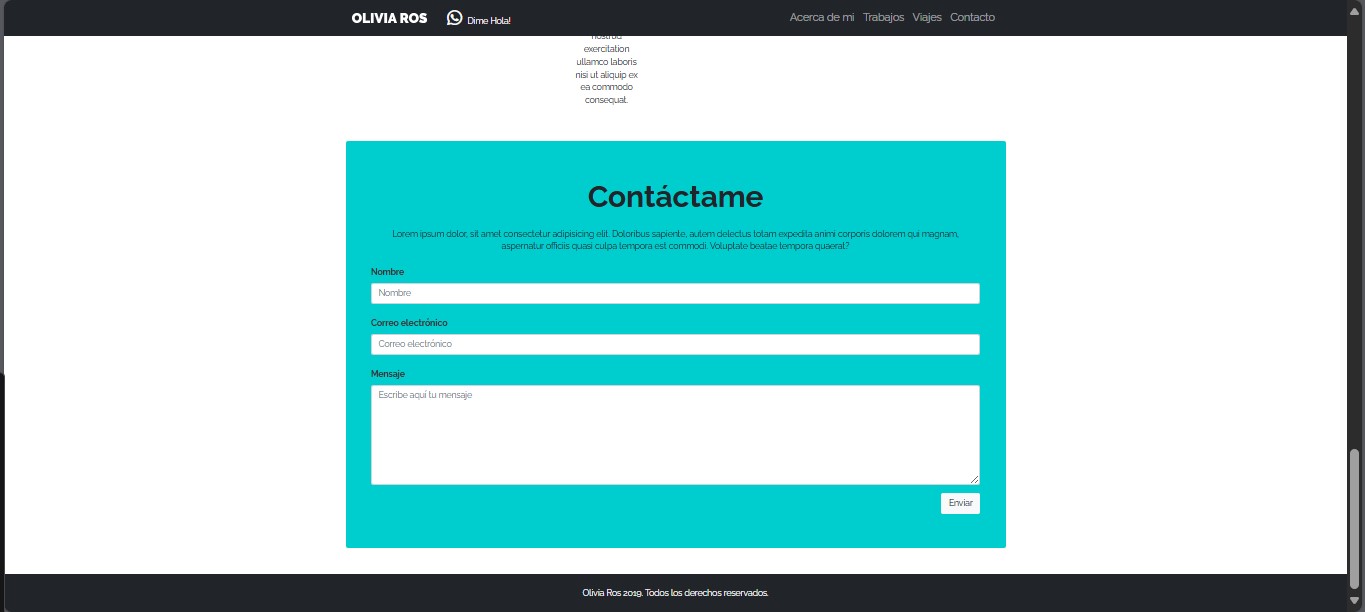 OLIVIA ROS
Dime Hola!
Acerca de mi Trabajos Viajes Contacto
nostrud
exercitation
ullamco laboris
nisi ut aliquip ex
ea commodo
consequat.
Contáctame
Lorem ipsum dolor, sit amet consectetur adipisicing elit. Doloribus sapiente, autem delectus totam expedita animi corporis dolorem qui magnam,
aspernatur officiis quasi culpa tempora est commodi. Voluptate beatae tempora quaerat?
Nombre
Nombre
Correo electrónico
Correo electrónico
Mensaje
Escribe aquí tu mensaje
Enviar
Olivia Ros 2019. Todos los derechos reservados.